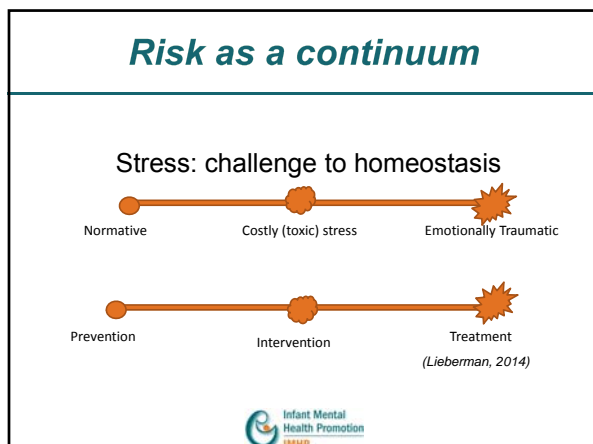 Risk as a continuum
Stress: challenge to homeostasis
Normative Costly (toxic) stress Emotionally Traumatic
Prevention Intervention Treatment
(Lieberman, 2014)
Infant Mental
Health Promotion
IMHP